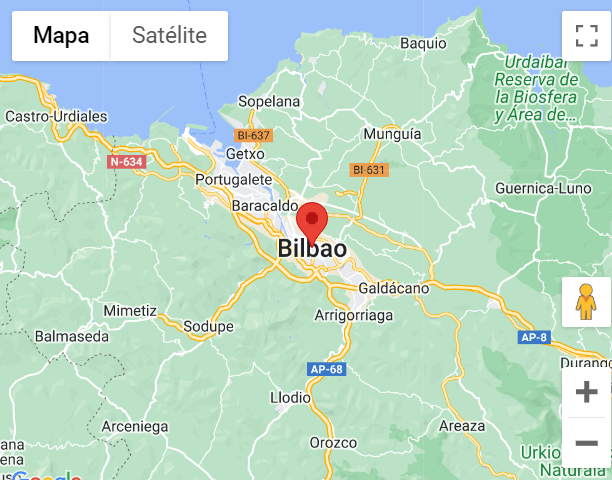 Mapa
Satélite
Baquio
Urdaibai
Reserva de
la Biosfera
y Área de...
Castro-Urdiales
Sopelana
BI-637
Munguía
Getxo
N-634
BI-631
Portugalete
Guernica-Luno
Baracaldo
Bilbao
Galdácano
Mimetiz
Arrigorriaga
Sodupe
Balmaseda
AP-8
Durango
AP-68
Llodio
Arceniega
Areaza
Orozco
Natural
Google